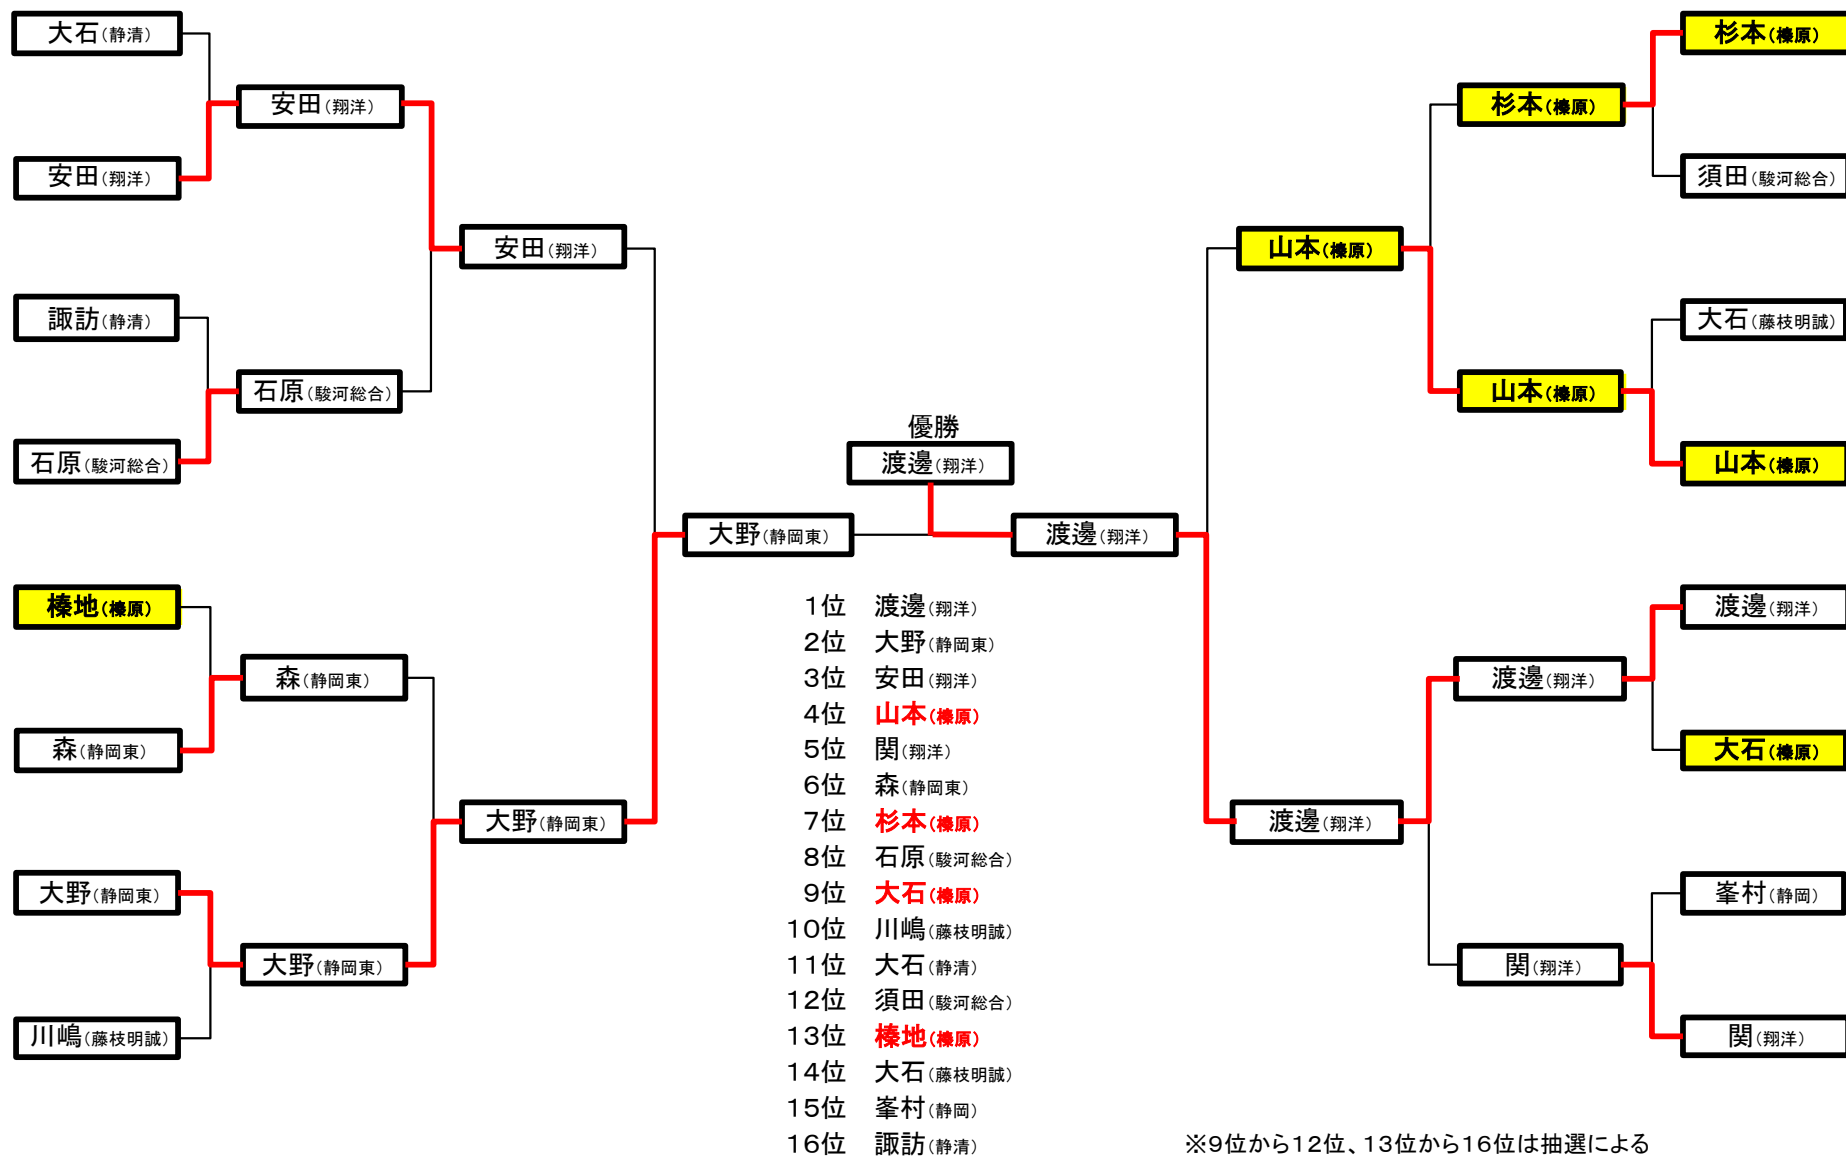 大石(静清)
安田(翔洋)
安田(翔洋)
安田(翔洋)
諏訪(静清)
石原(駿河総合)
石原(駿河総合)
榛地(榛原)
森(静岡東)
森(静岡東)
大野(静岡東)
大野(静岡東)
大野(静岡東)
川嶋(藤枝明誠)
大野(静岡東)
優勝
渡邊(翔洋)
渡邊(翔洋)
杉本(榛原)
杉本(榛原)
須田(駿河総合)
山本(榛原)
大石(藤枝明誠)
山本(榛原)
山本(榛原)
渡邊(翔洋)
渡邊(翔洋)
大石(榛原)
渡邊(翔洋)
峯村(静岡)
関(翔洋)
関(翔洋)
1位 渡邊(翔洋)
2位 大野(静岡東)
3位 安田(翔洋)
4位 山本(榛原)
5位 関(翔洋)
6位 森(静岡東)
7位 杉本(榛原)
8位 石原(駿河総合)
9位 大石(榛原)
10位 川嶋(藤枝明誠)
11位 大石(静清)
12位 須田(駿河総合)
13位 榛地(榛原)
14位 大石(藤枝明誠)
15位 峯村(静岡)
16位 諏訪(静清)
※9位から12位、13位から16位は抽選による